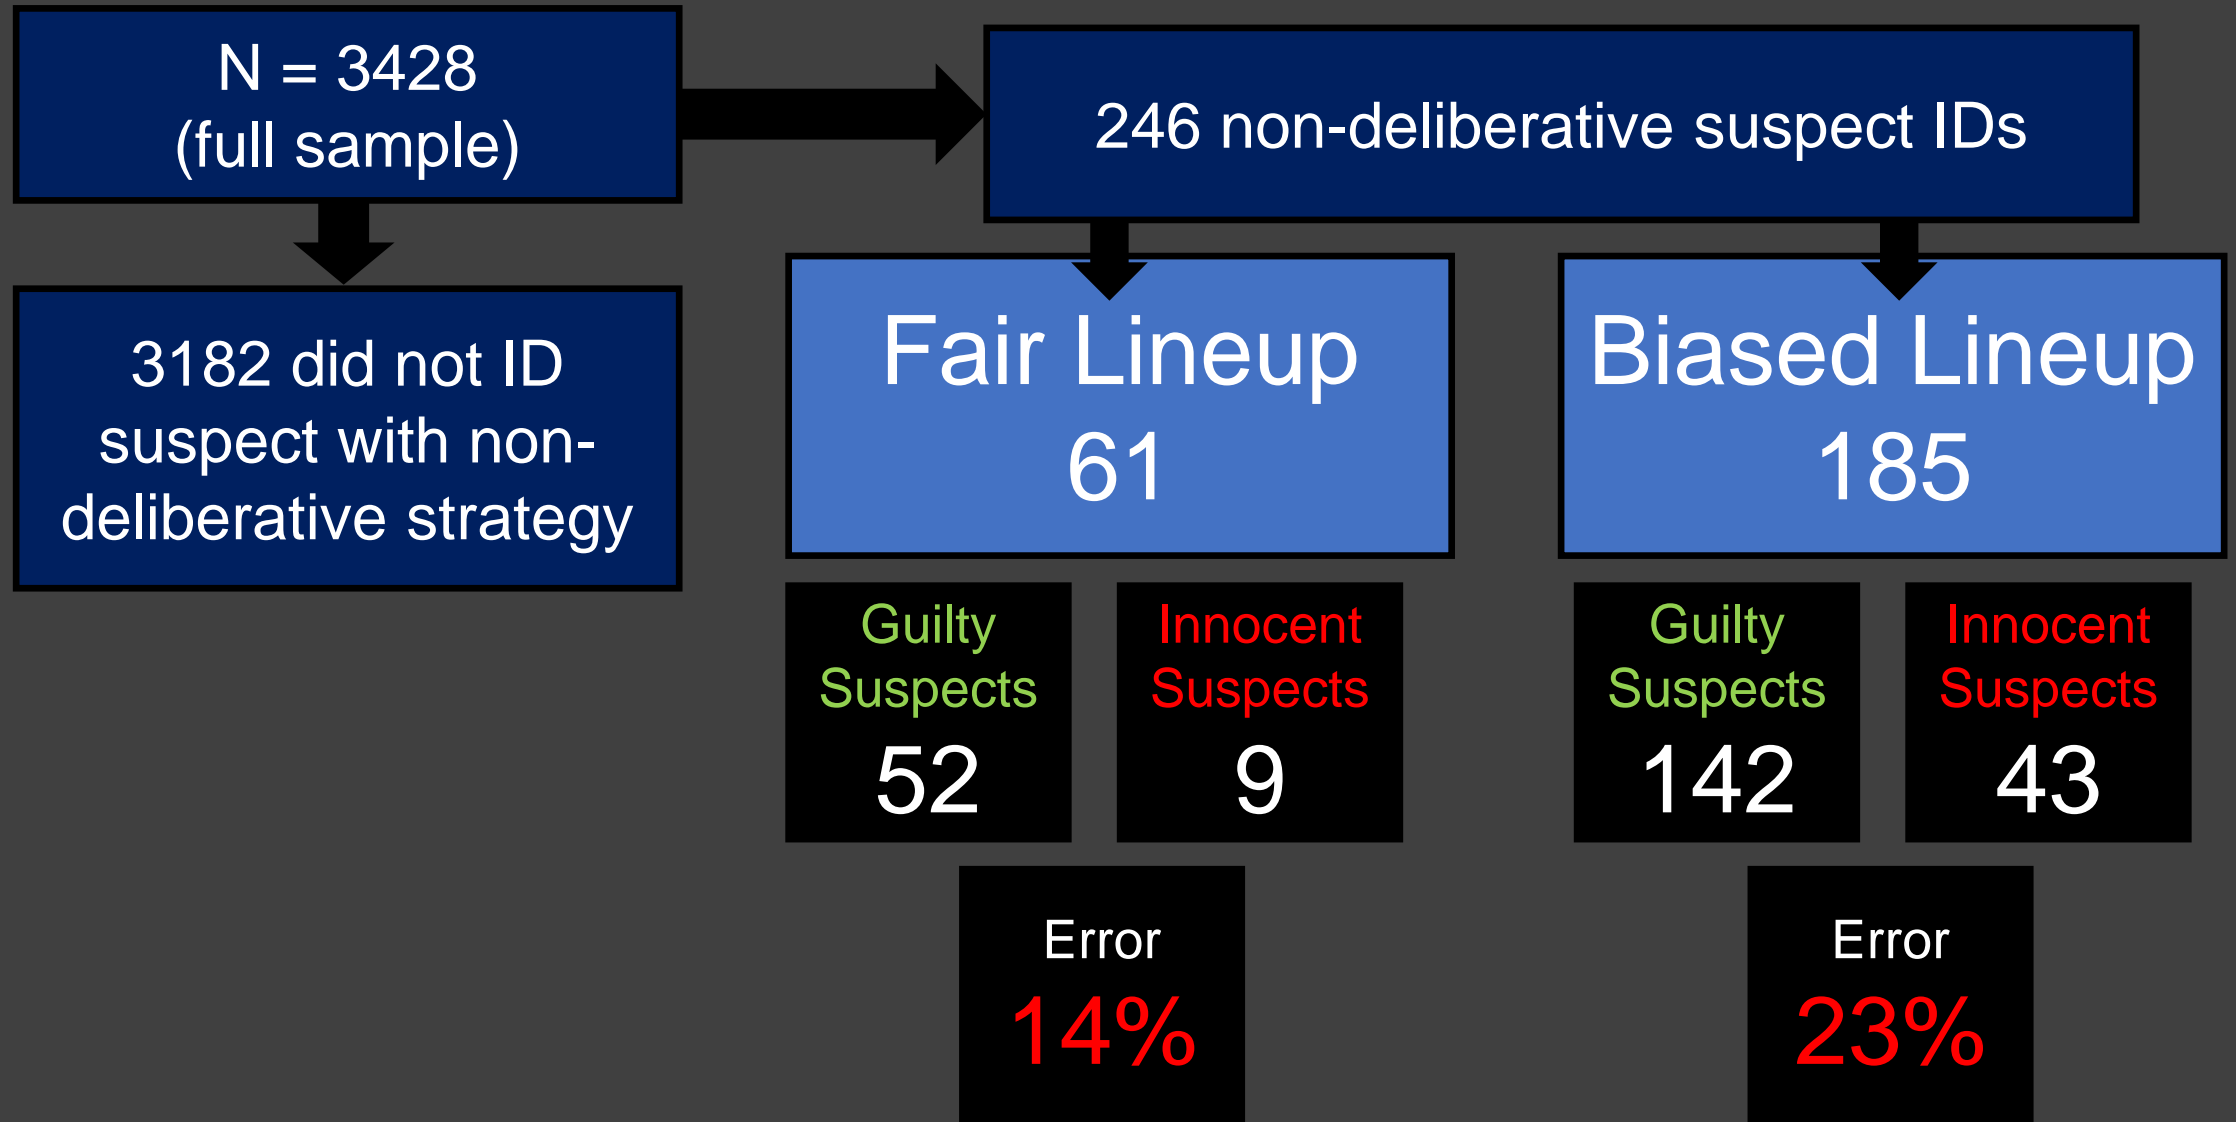 N = 3428
(full sample)
246 non-deliberative suspect IDs
3182 did not ID
suspect with non-
deliberative strategy
Fair Lineup
61
Biased Lineup
185
Guilty
Suspects
52
Innocent
Suspects
9
Guilty
Suspects
142
Innocent
Suspects
43
Error
14%
Error
23%